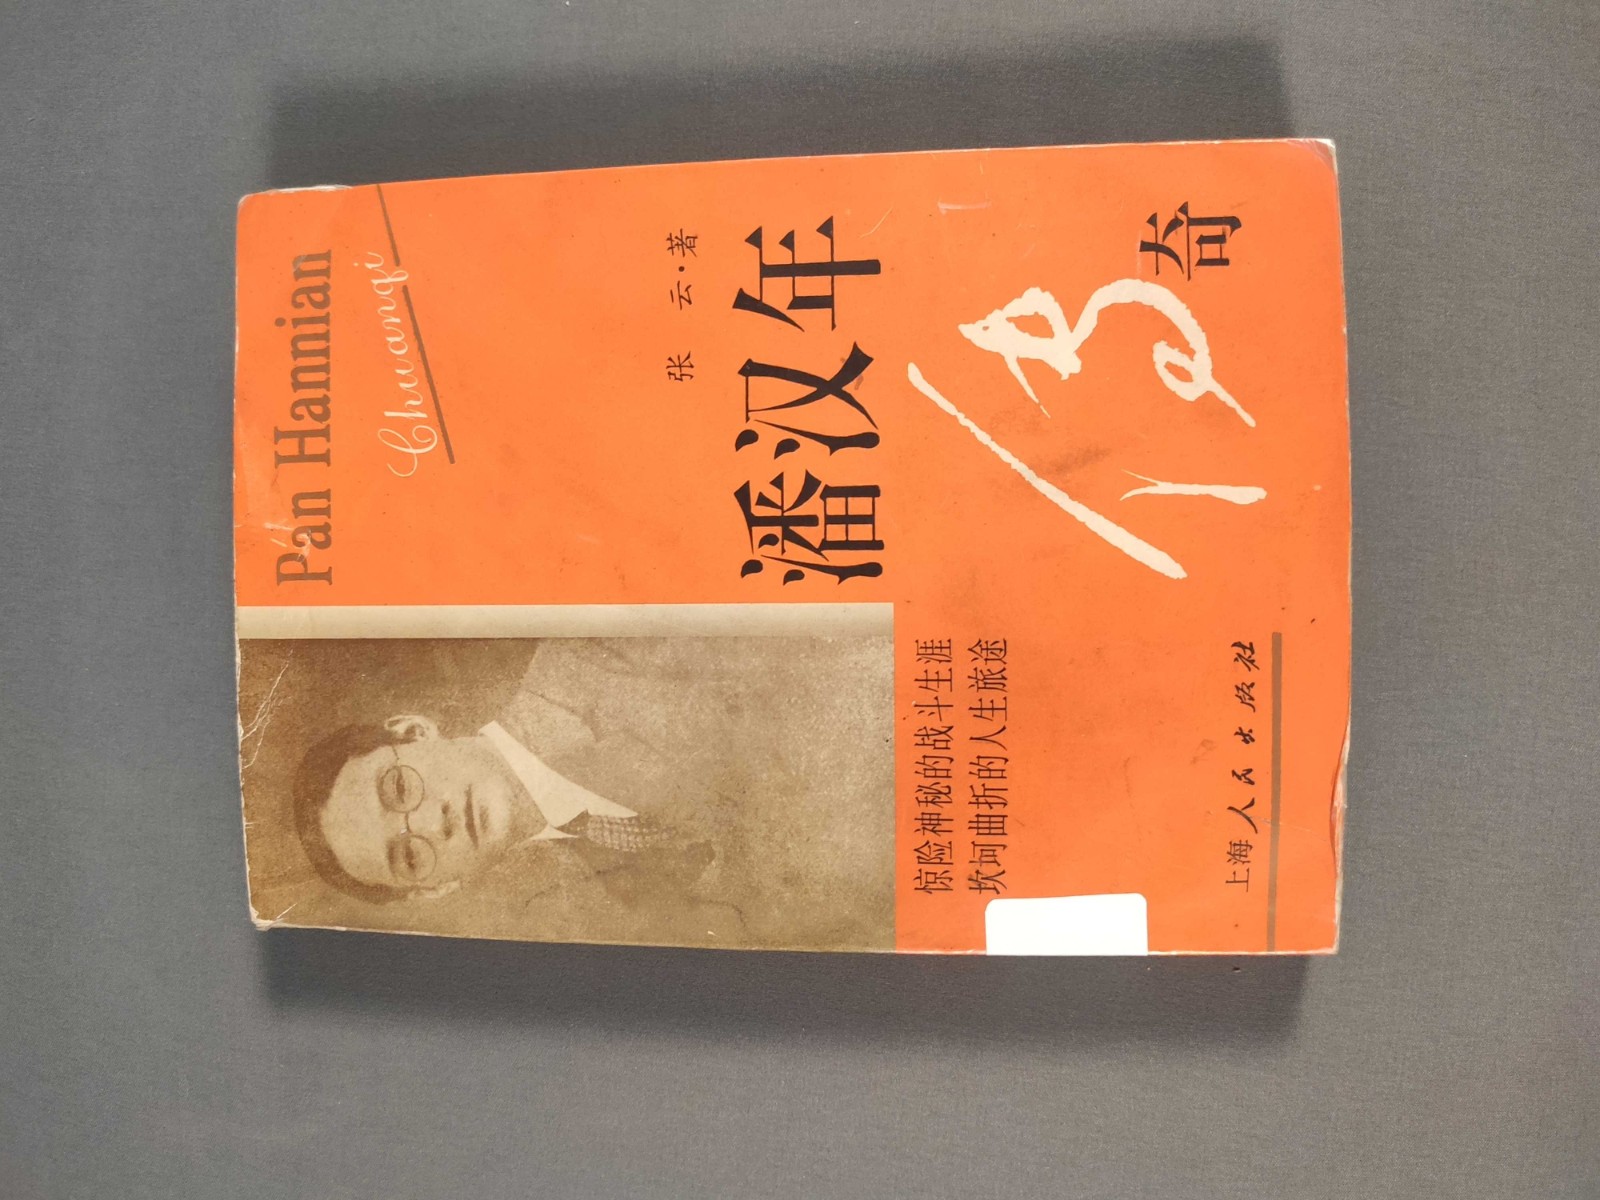 Pan Hannian
Chuanqi
张 云·著
潘汉年
传奇
惊险神秘的战斗生涯
坎坷曲折的人生旅途
上海人民出版社